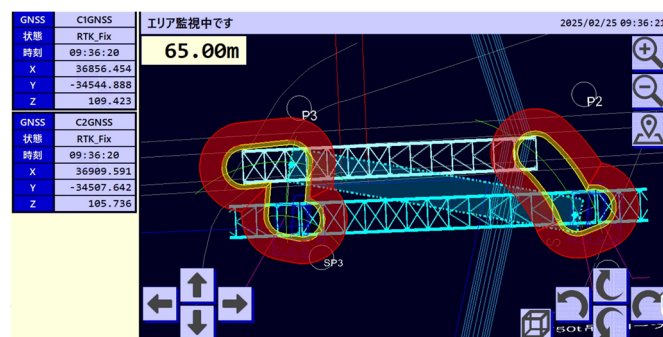 GNSS C1GNSS
状態 RTK_Fix
時刻 09:36:20
X 36856.454
Y -34544.888
Z 109.423
GNSS C2GNSS
状態 RTK_Fix
時刻 09:36:20
X 36909.591
Y -34507.642
Z 105.736
エリア監視中です 2025/02/25 09:36:21
65.00m
P3
P2
SP3